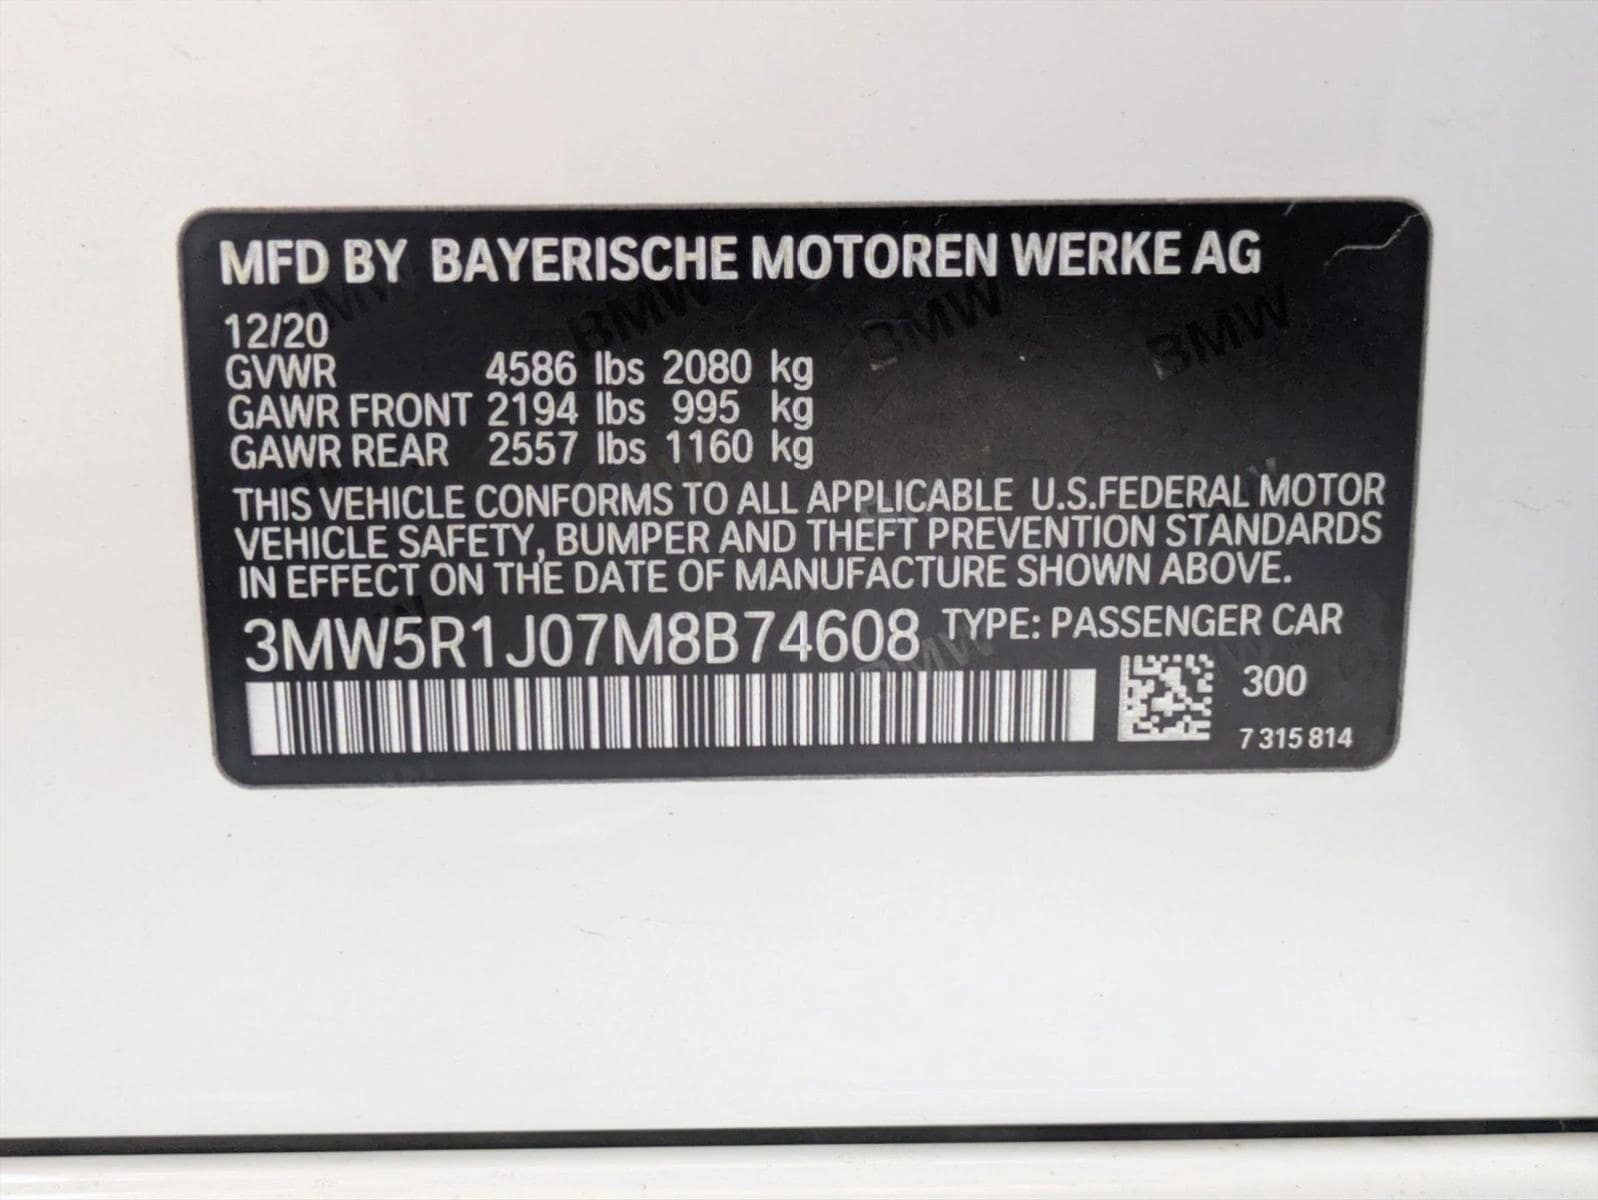 MFD BY BAYERISCHE MOTOREN WERKE AG
12/20
GVWR 4586 lbs 2080 kg
GAWR FRONT 2194 lbs 995 kg
GAWR REAR 2557 lbs 1160 kg
THIS VEHICLE CONFORMS TO ALL APPLICABLE U.S.FEDERAL MOTOR
VEHICLE SAFETY, BUMPER AND THEFT PREVENTION STANDARDS
IN EFFECT ON THE DATE OF MANUFACTURE SHOWN ABOVE.
3MW5R1J07M8B74608 TYPE: PASSENGER CAR
300
7 315 814